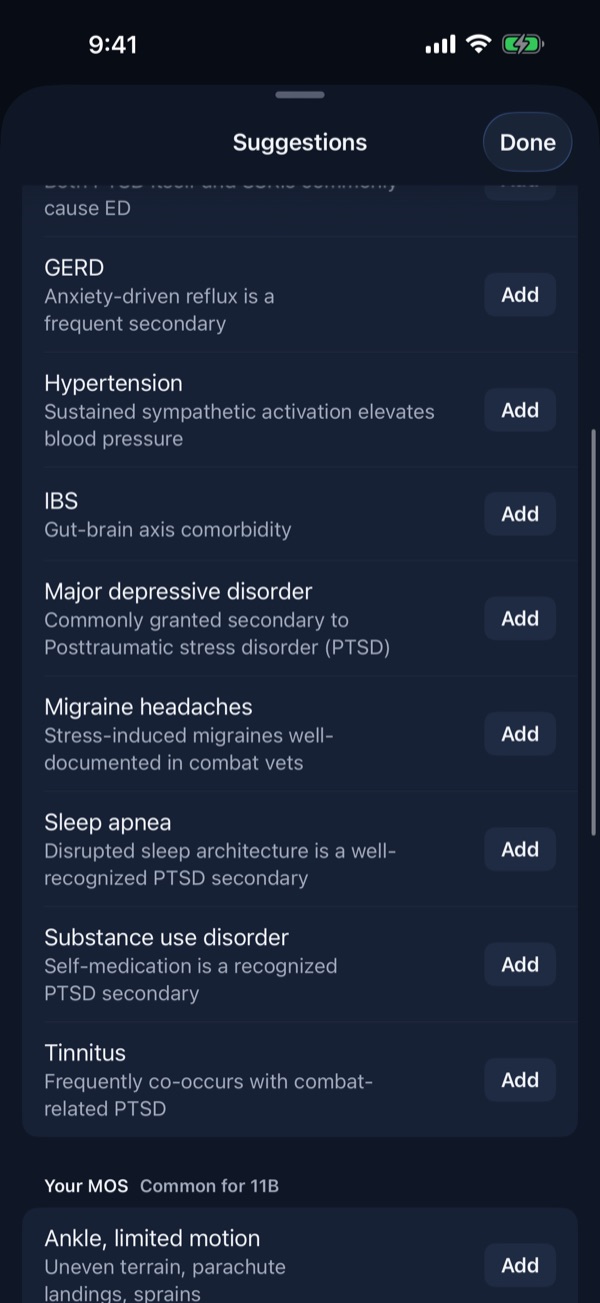 9:41
Suggestions
Done
cause ED
GERD
Anxiety-driven reflux is a
frequent secondary
Add
Hypertension
Sustained sympathetic activation elevates
blood pressure
Add
IBS
Gut-brain axis comorbidity
Add
Major depressive disorder
Commonly granted secondary to
Posttraumatic stress disorder (PTSD)
Add
Migraine headaches
Stress-induced migraines well-
documented in combat vets
Add
Sleep apnea
Disrupted sleep architecture is a well-
recognized PTSD secondary
Add
Substance use disorder
Self-medication is a recognized
PTSD secondary
Add
Tinnitus
Frequently co-occurs with combat-
related PTSD
Add
Your MOS Common for 11B
Ankle, limited motion
Uneven terrain, parachute
landings, sprains
Add